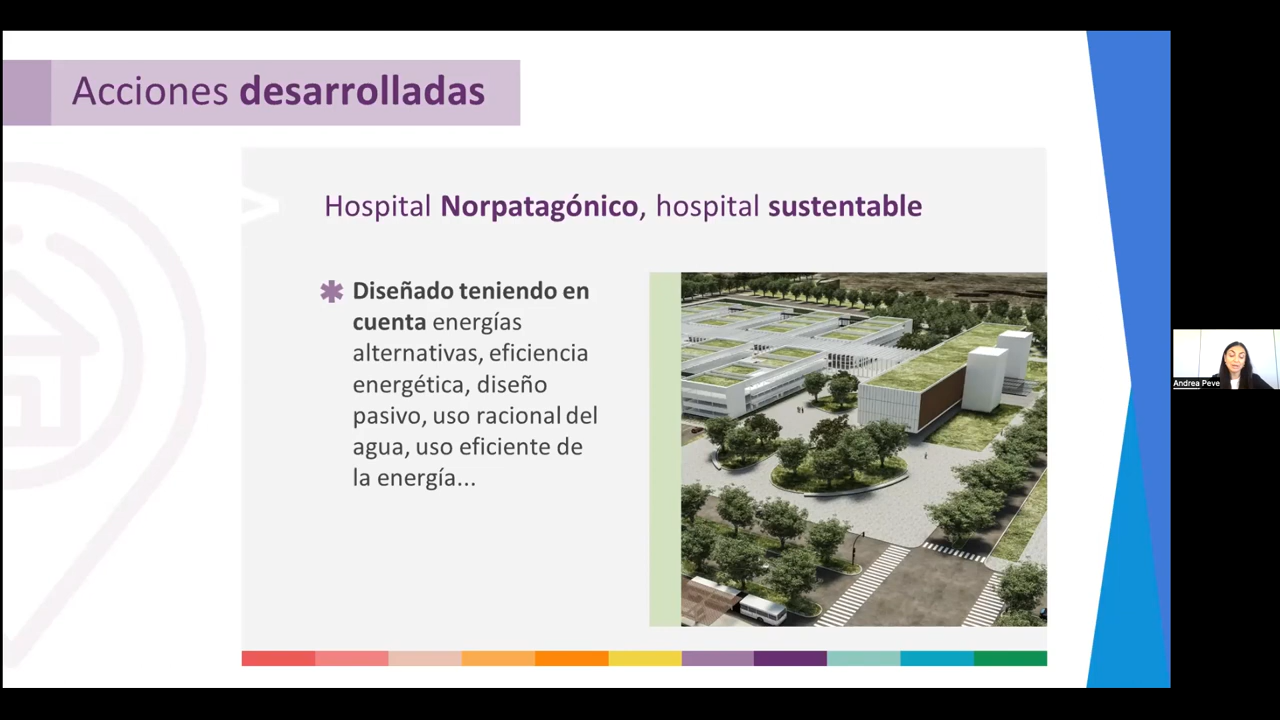 Acciones desarrolladas
Hospital Norpatagónico, hospital sustentable
Diseñado teniendo en
cuenta energías
alternativas, eficiencia
energética, diseño
pasivo, uso racional del
agua, uso eficiente de
la energía...
Andrea Peve